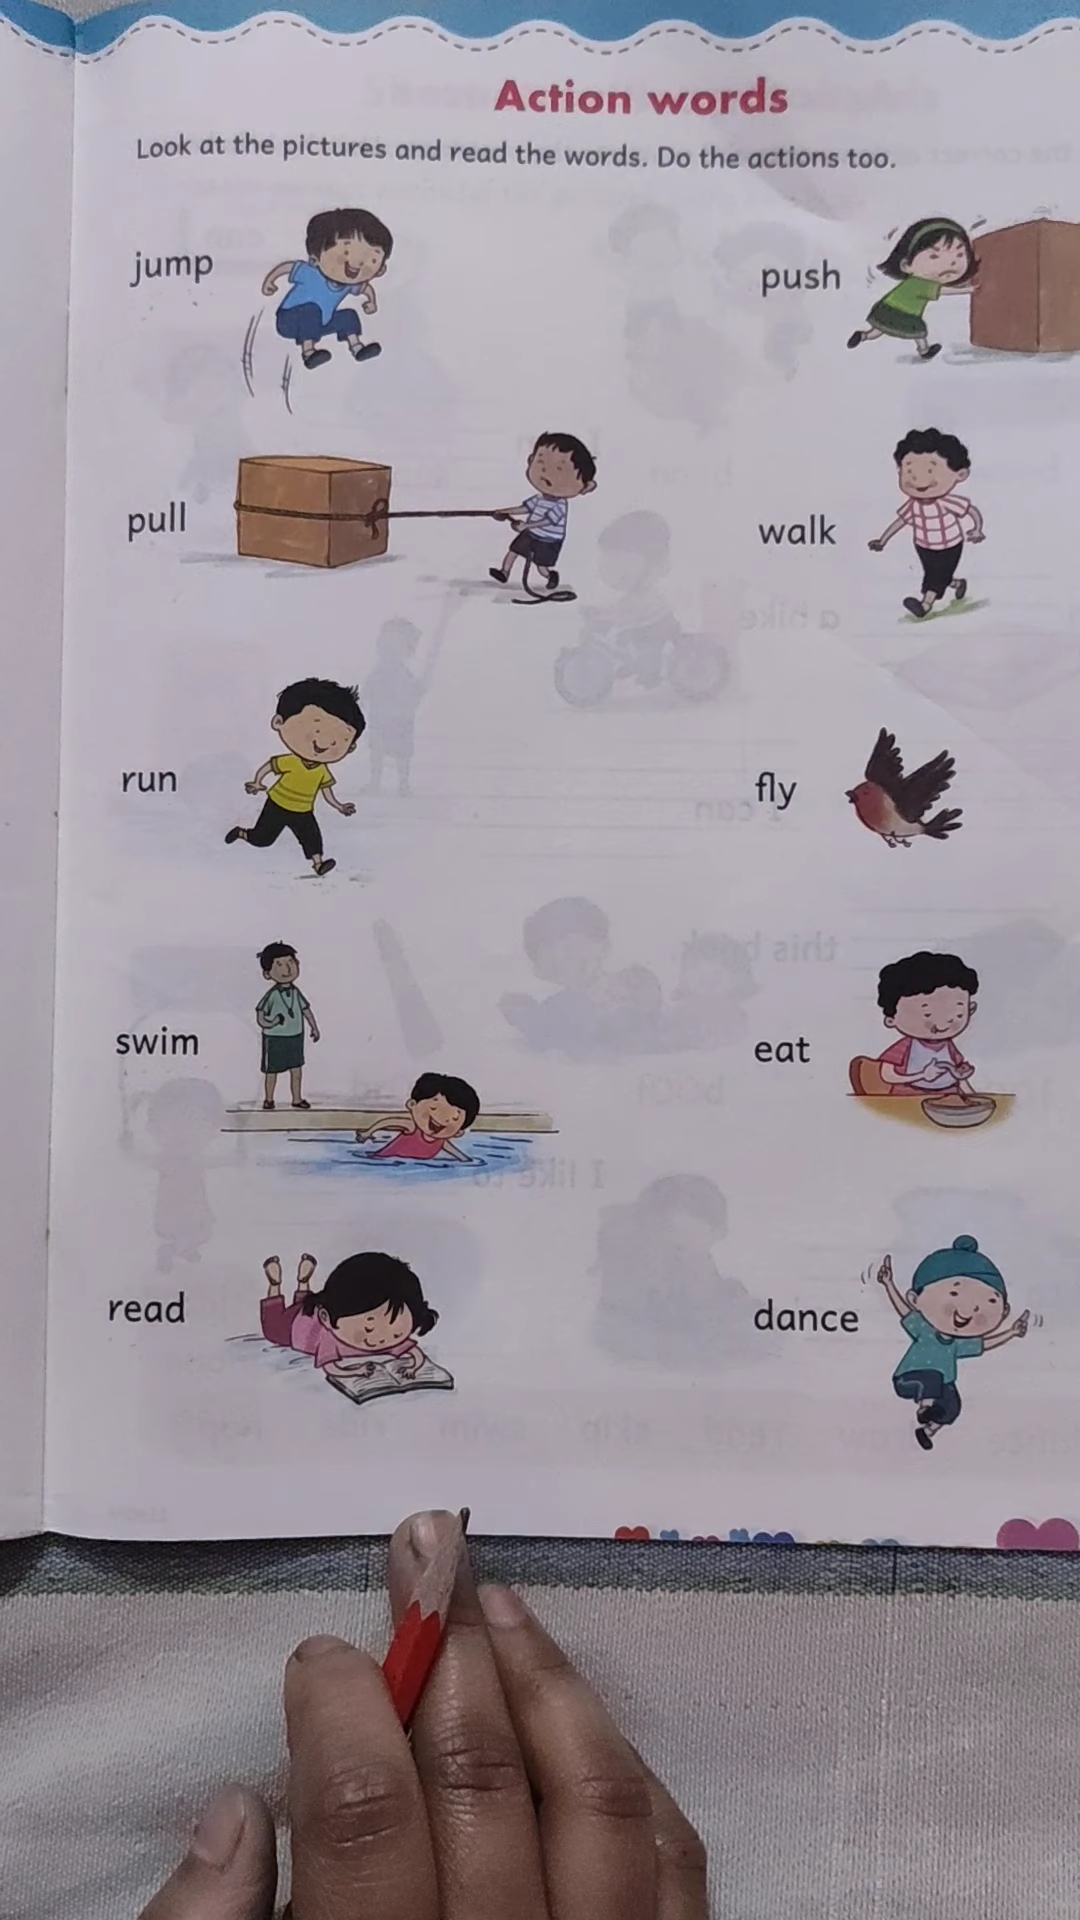 Action words
Look at the pictures and read the words. Do the actions too.
jump
push
pull
walk
run
fly
swim
eat
read
dance